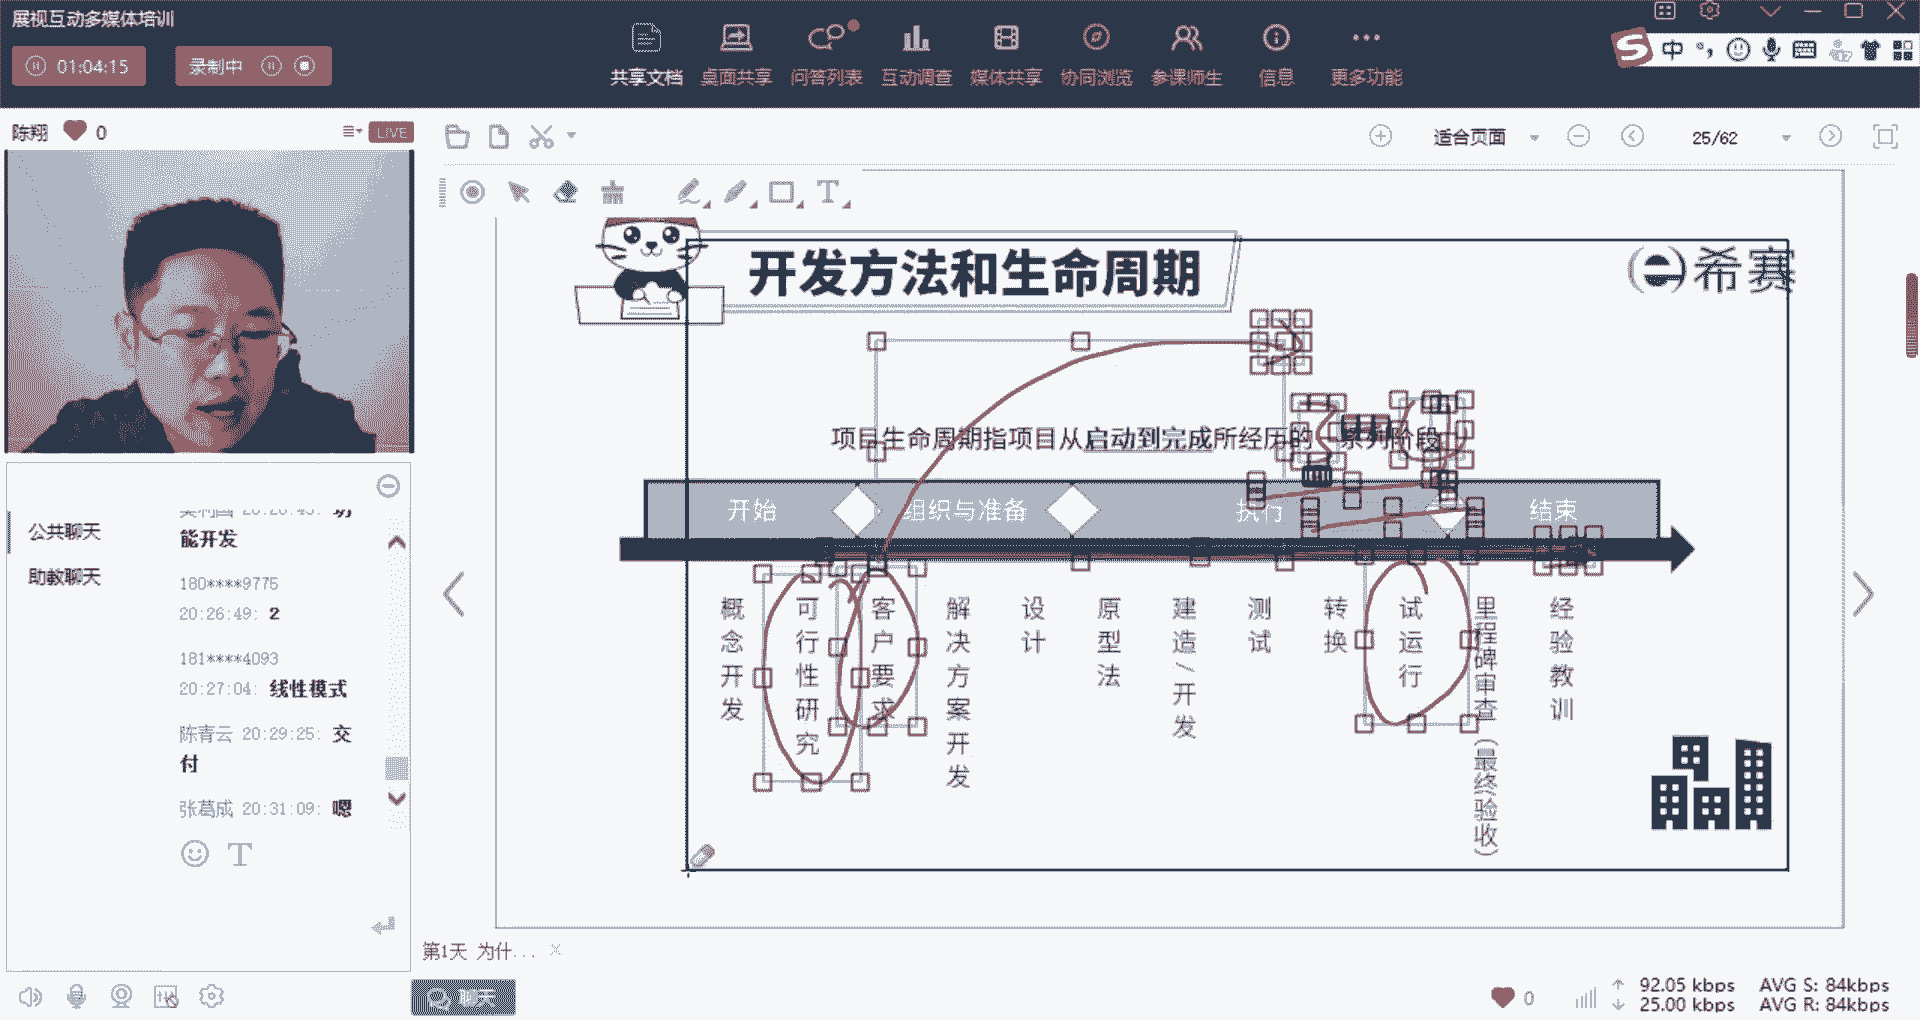 展视互动多媒体培训
01:04:15
录制中
共享文档 桌面共享 问答列表 互动调查 媒体共享 协同浏览 参课师生 信息 更多功能
中
陈翔 0
LIVE
适合页面
25/62
T
开发方法和生命周期
希赛
项目生命周期指项目从启动到完成所经历的一系列阶段
开始 组织与准备 执行 结束
概念开发
可行性研究
客户要求
解决方案开发
设计
原型法
建造/开发
测试
转换
试运行
里程碑审查(最终验收)
经验教训
公共聊天
助教聊天
能开发
180****9775
20:26:49: 2
181****4093
20:27:04: 线性模式
陈青云 20:29:25: 交
付
张葛成 20:31:09: 嗯
T
第1天 为什...
聊天
0
92.05 kbps AVG S: 84kbps
25.00 kbps AVG R: 84kbps